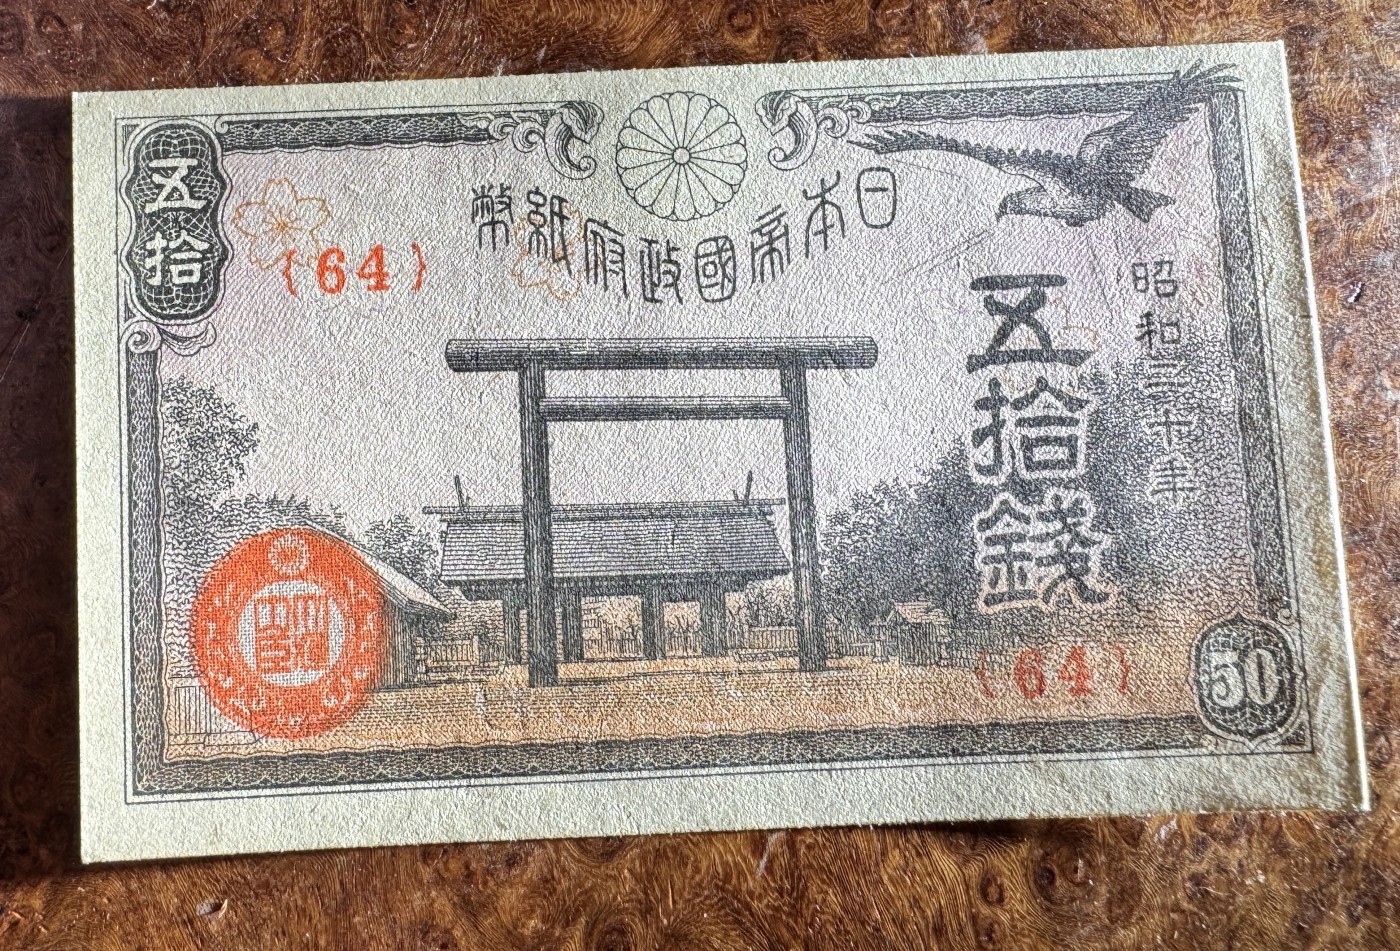 五拾
{64}
日本帝國政府紙幣
昭和二十年
五拾錢
{64}
50